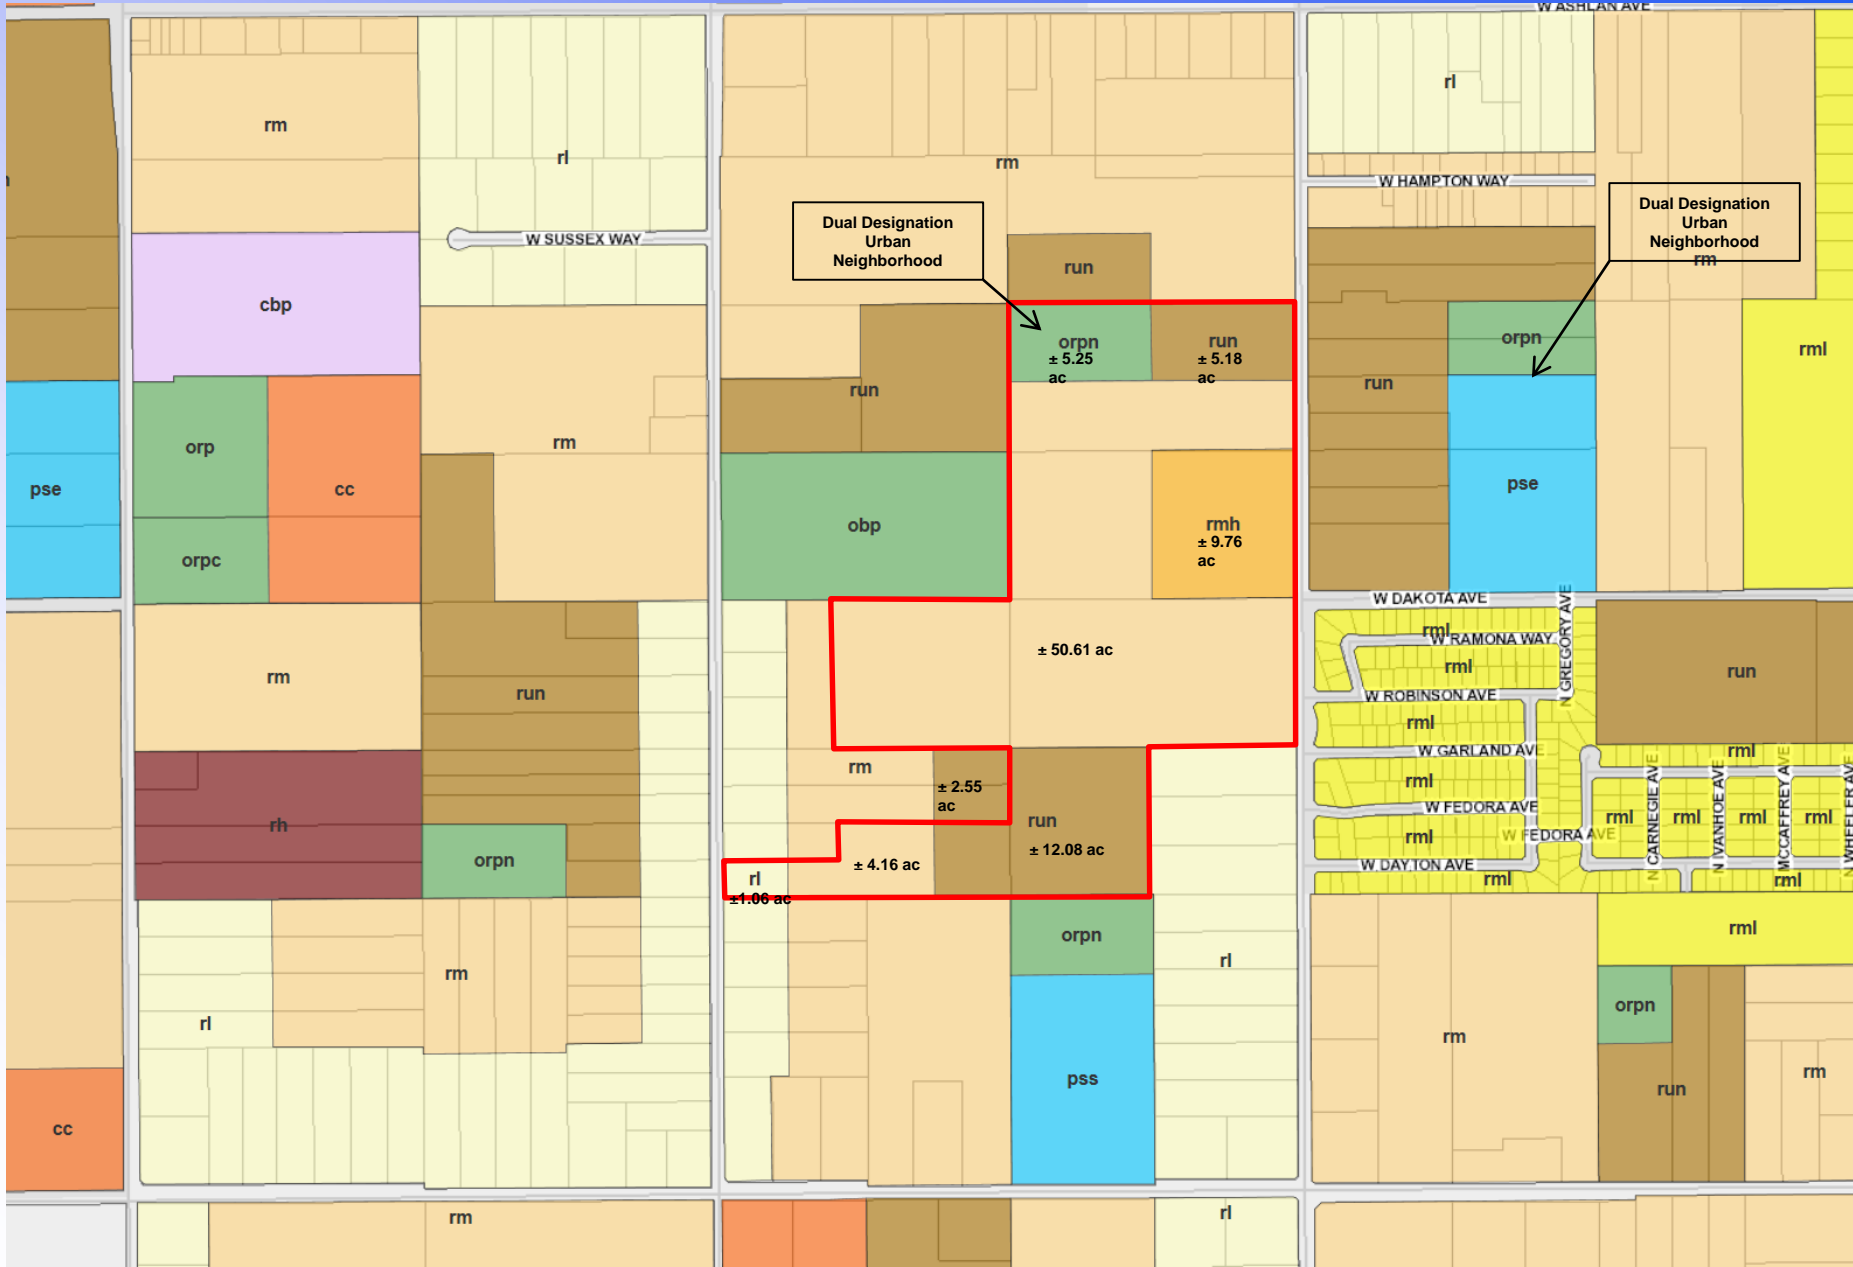 W ASHLAN AVE
rl
rm
rl
rm
W HAMPTON WAY
Dual Designation
Urban
Neighborhood
rm
Dual Designation
Urban
Neighborhood
W SUSSEX WAY
run
cbp
orpn
± 5.25
ac
run
± 5.18
ac
orpn
rml
run
run
rm
orp
cc
pse
pse
obp
rmh
± 9.76
ac
orpc
W DAKOTA AVE
N GREGORY AVE
rml
W RAMONA WAY
± 50.61 ac
rml
rm
run
run
W ROBINSON AVE
rml
W GARLAND AVE
rml
rm
rml
± 2.55
ac
W FEDORA AVE
rh
run
rml
W FEDORA AVE
rml
rml
rml
rml
N CARNEGIE AVE
N IVANHOE AVE
MCCAFFREY AVE
N WHEELER AVE
± 12.08 ac
orpn
± 4.16 ac
W DAYTON AVE
rl
±1.06 ac
rml
rml
orpn
rml
rl
rm
orpn
rl
rm
pss
run
rm
cc
rm
rl